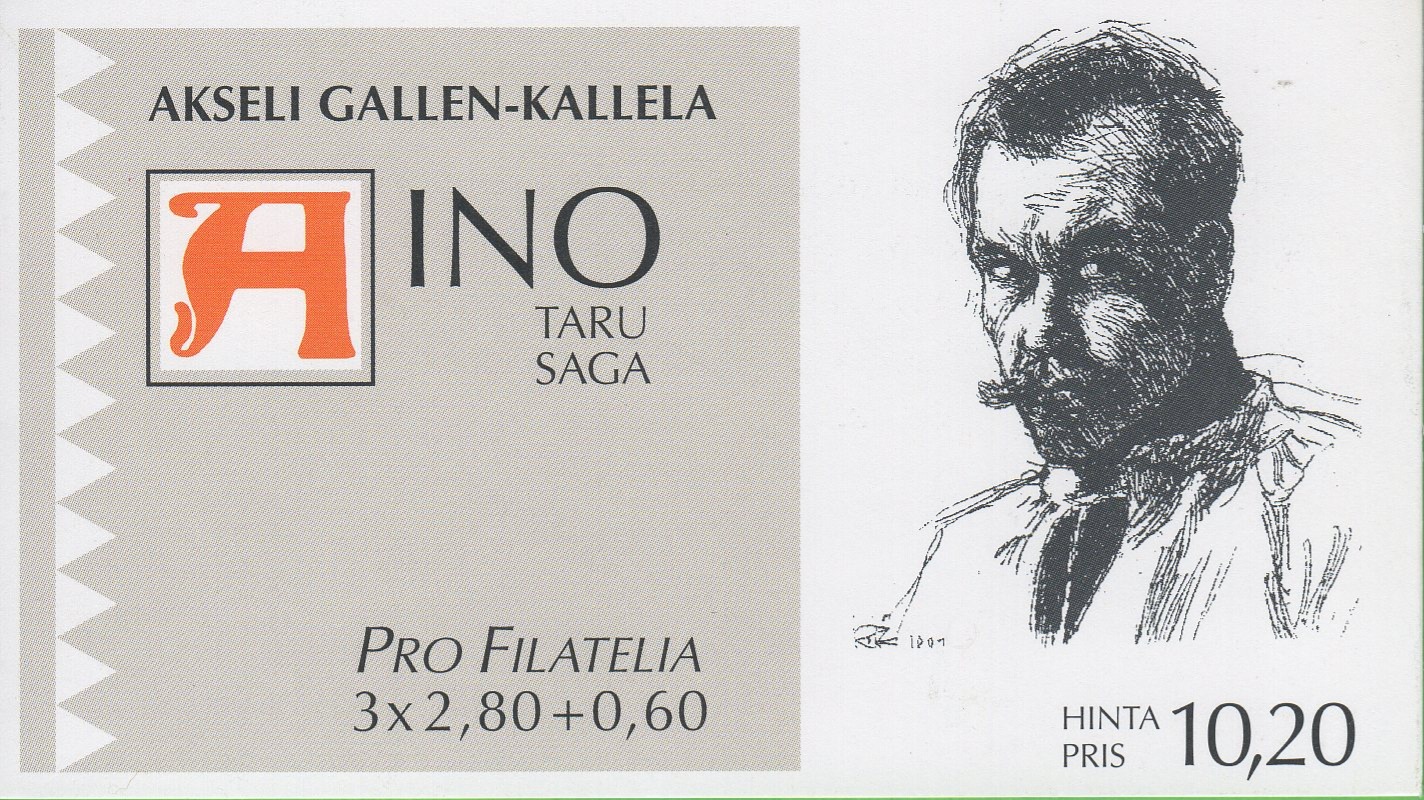 AKSELI GALLEN-KALLELA
AINO
TARU
SAGA
PRO FILATELIA
3x2,80+0,60
HINTA
PRIS 10,20